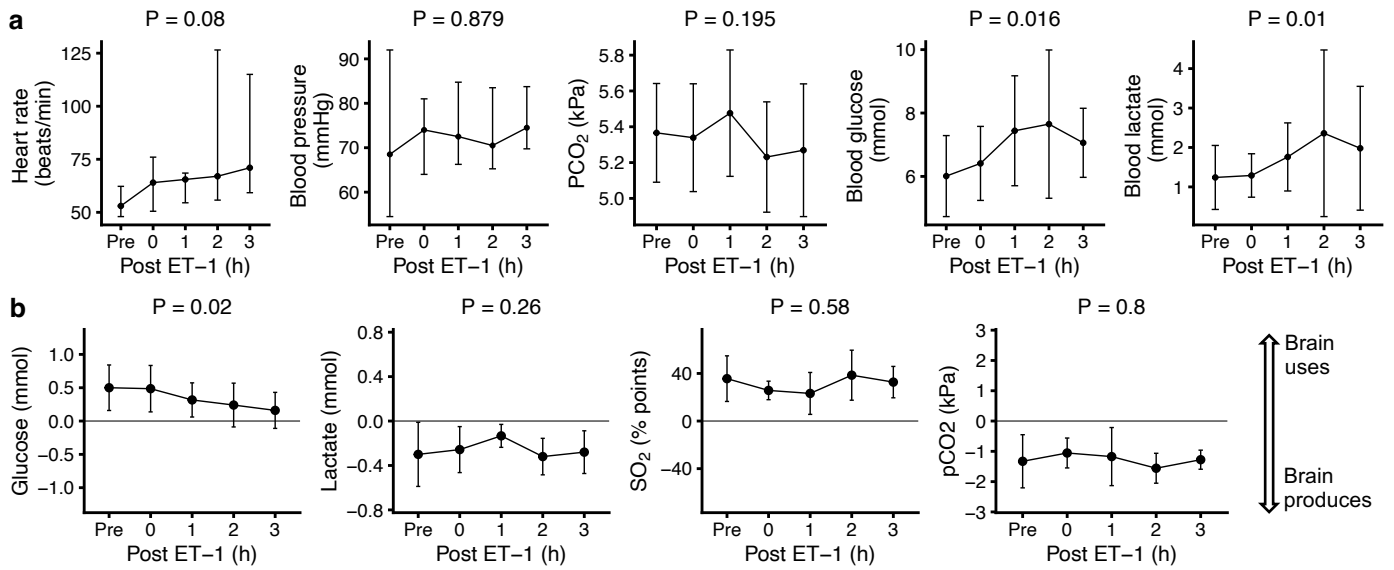 a
P = 0.08
Heart rate
(beats/min)
125
100
75
50
Pre 0 1 2 3
Post ET−1 (h)
P = 0.879
Blood pressure
(mmHg)
90
80
70
60
Pre 0 1 2 3
Post ET−1 (h)
P = 0.195
PCO₂ (kPa)
5.8
5.6
5.4
5.2
5.0
Pre 0 1 2 3
Post ET−1 (h)
P = 0.016
Blood glucose
(mmol)
10
8
6
Pre 0 1 2 3
Post ET−1 (h)
P = 0.01
Blood lactate
(mmol)
4
3
2
1
Pre 0 1 2 3
Post ET−1 (h)
b
P = 0.02
Glucose (mmol)
1.0
0.5
0.0
−0.5
−1.0
Pre 0 1 2 3
Post ET−1 (h)
P = 0.26
Lactate (mmol)
0.8
0.4
0.0
−0.4
−0.8
Pre 0 1 2 3
Post ET−1 (h)
P = 0.58
SO₂ (% points)
40
0
−40
Pre 0 1 2 3
Post ET−1 (h)
P = 0.8
pCO2 (kPa)
3
2
1
0
−1
−2
−3
Pre 0 1 2 3
Post ET−1 (h)
Brain
uses
Brain
produces